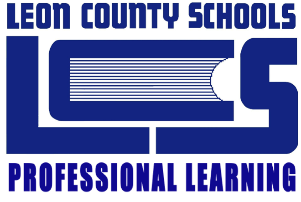 LEON COUNTY SCHOOLS
LCS
PROFESSIONAL LEARNING